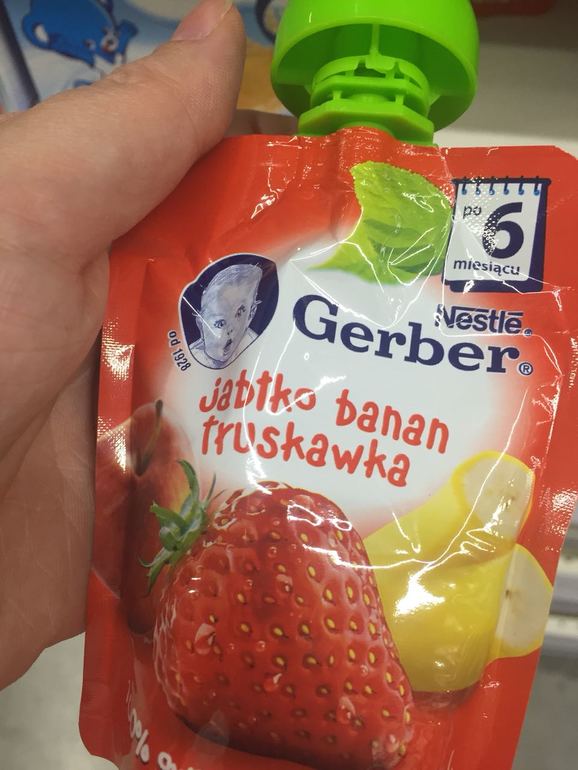 po
6
miesiącu
Nestlé®
Gerber®
od 1928
jabłko banan
truskawka